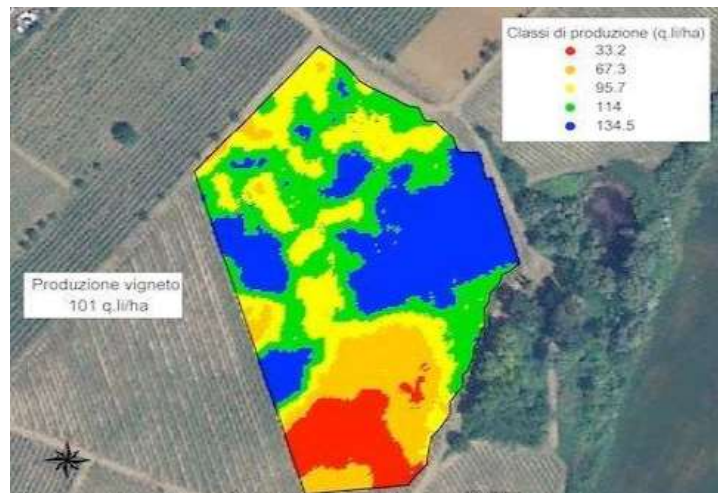 Classi di produzione (q.li/ha)
33.2
67.3
95.7
114
134.5
Produzione vigneto
101 q.li/ha